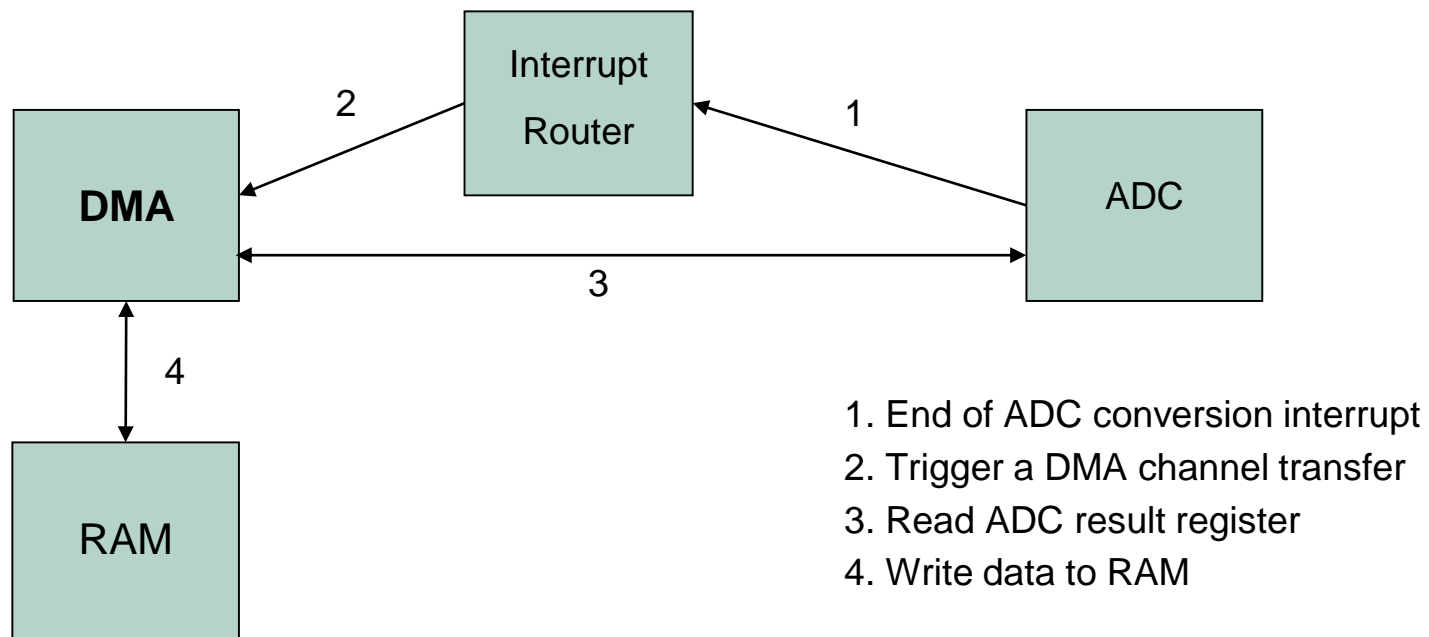 Interrupt
Router
2
1
DMA
ADC
3
4
RAM
1. End of ADC conversion interrupt
2. Trigger a DMA channel transfer
3. Read ADC result register
4. Write data to RAM